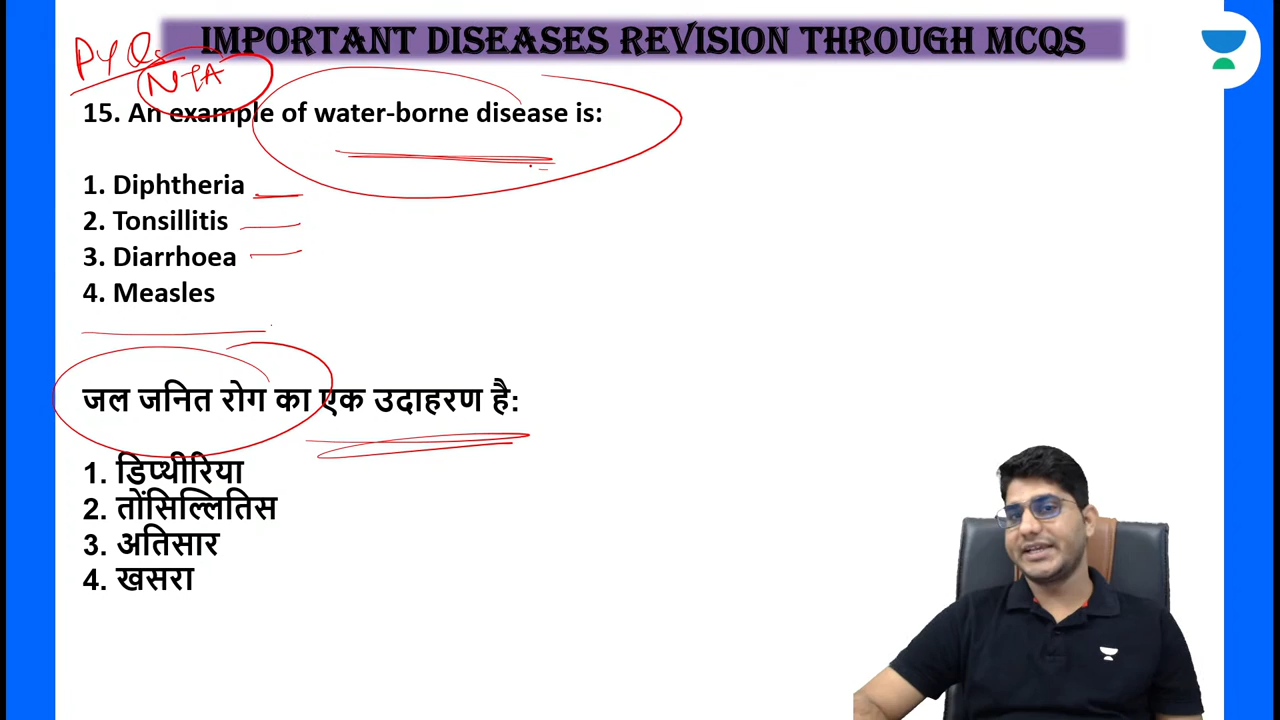 IMPORTANT DISEASES REVISION THROUGH MCQS
PYQs
NTA
15. An example of water-borne disease is:
1. Diphtheria
2. Tonsillitis
3. Diarrhoea
4. Measles
जल जनित रोग का एक उदाहरण है:
1. डिप्थीरिया
2. तोंसिल्लितिस
3. अतिसार
4. खसरा